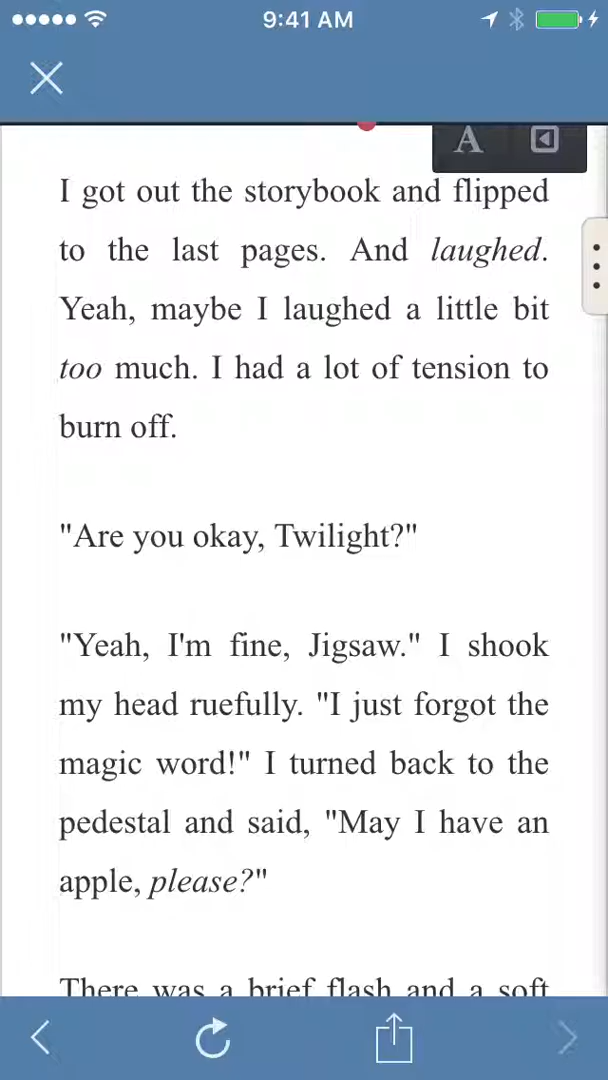 9:41 AM
A
I got out the storybook and flipped
to the last pages. And laughed.
Yeah, maybe I laughed a little bit
too much. I had a lot of tension to
burn off.
"Are you okay, Twilight?"
"Yeah, I'm fine, Jigsaw." I shook
my head ruefully. "I just forgot the
magic word!" I turned back to the
pedestal and said, "May I have an
apple, please?"
There was a brief flash and a soft